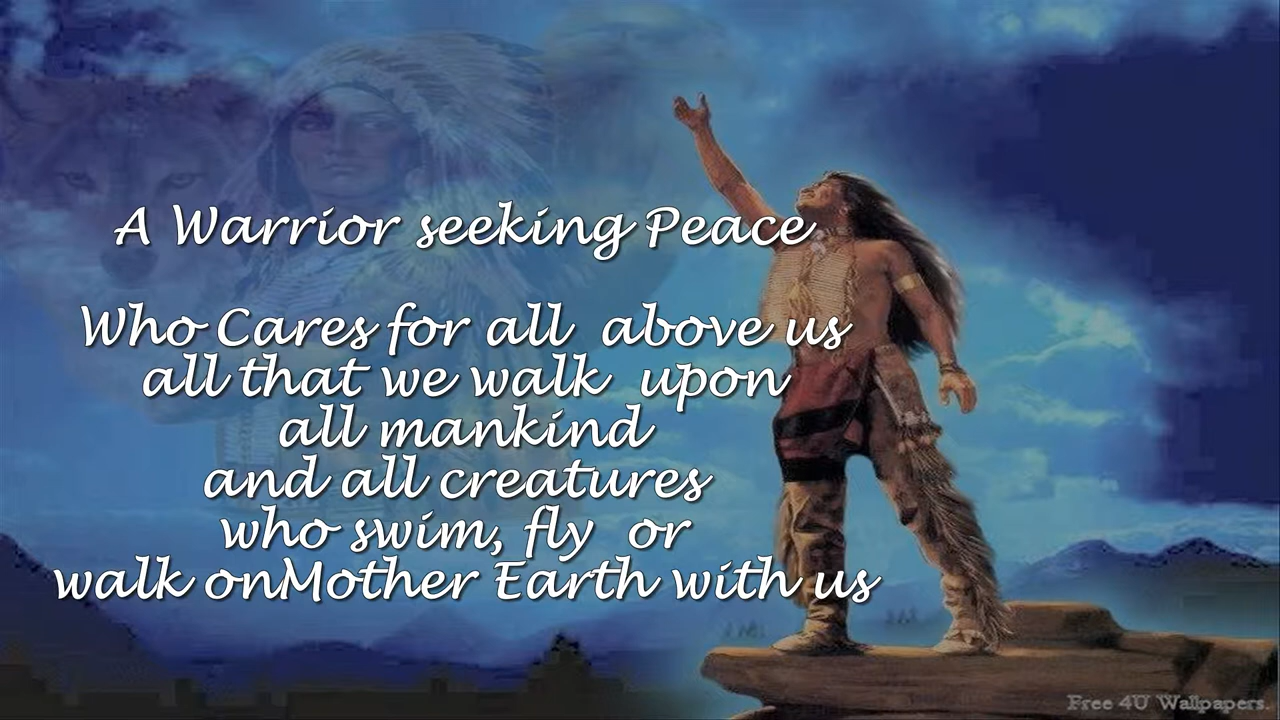 A Warrior seeking Peace
Who Cares for all above us
all that we walk upon
all mankind
and all creatures
who swim, fly or
walk onMother Earth with us
Free 4U Wallpapers.